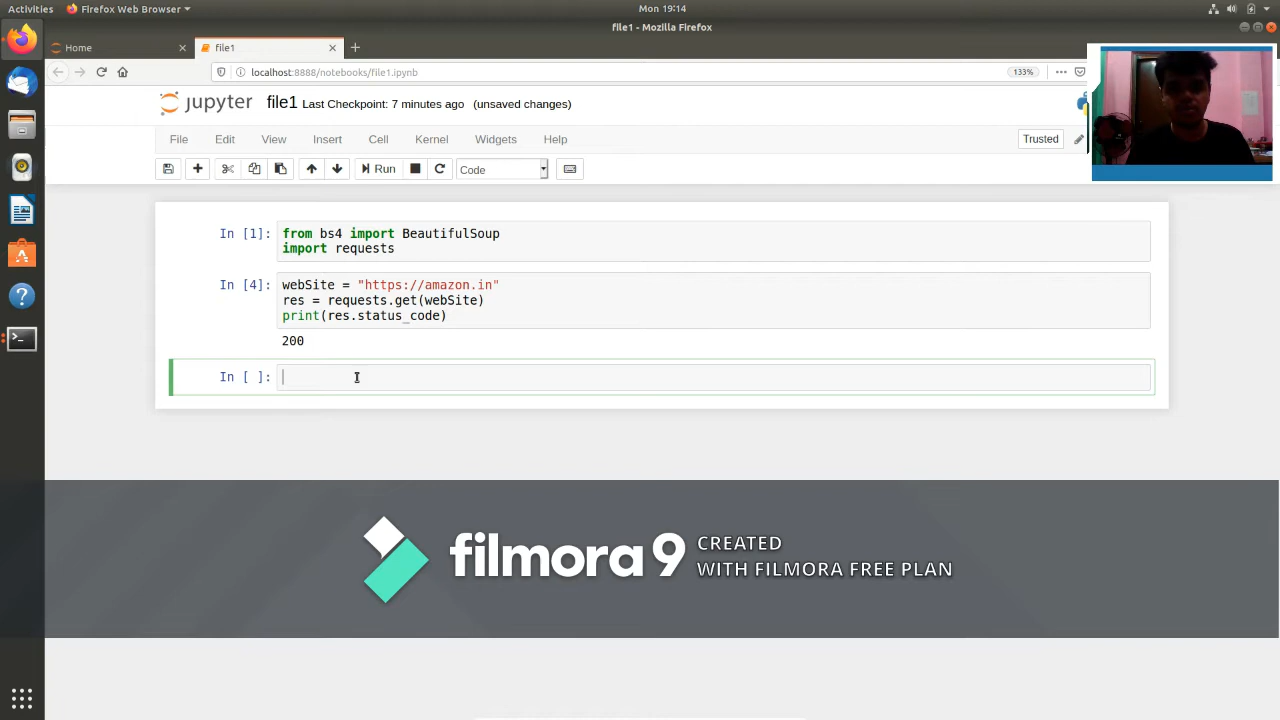 Activities
Firefox Web Browser
Mon 19:14
file1 - Mozilla Firefox
Home
file1
localhost:8888/notebooks/file1.ipynb
133%
jupyter file1 Last Checkpoint: 7 minutes ago (unsaved changes)
File Edit View Insert Cell Kernel Widgets Help
Trusted
Run
Code
In [1]: from bs4 import BeautifulSoup
import requests
In [4]: webSite = "https://amazon.in"
res = requests.get(webSite)
print(res.status_code)
200
In [ ]:
filmora 9
CREATED
WITH FILMORA FREE PLAN